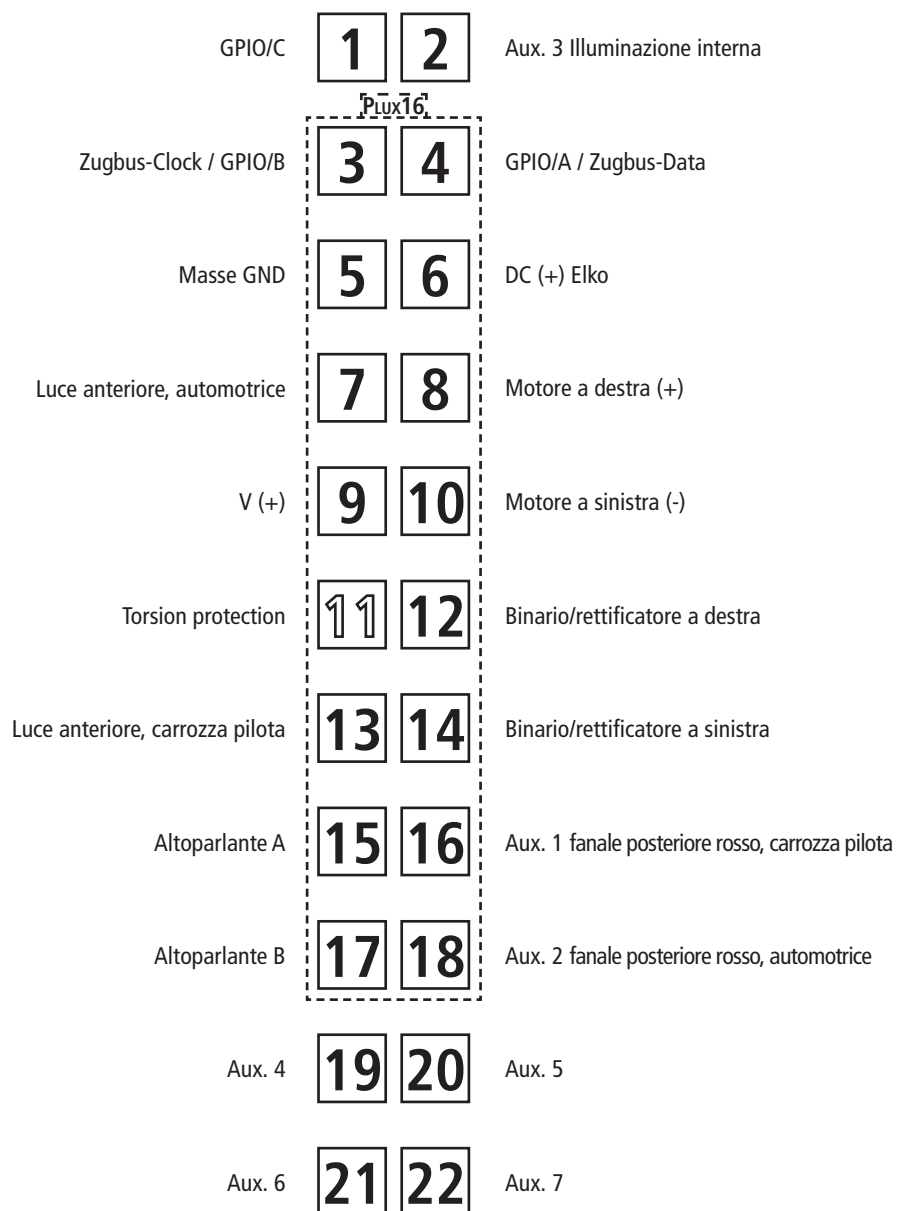 GPIO/C 1 2 Aux. 3 Illuminazione interna
PLUX16
Zugbus-Clock / GPIO/B 3 4 GPIO/A / Zugbus-Data
Masse GND 5 6 DC (+) Elko
Luce anteriore, automotrice 7 8 Motore a destra (+)
V (+) 9 10 Motore a sinistra (-)
Torsion protection 11 12 Binario/rettificatore a destra
Luce anteriore, carrozza pilota 13 14 Binario/rettificatore a sinistra
Altoparlante A 15 16 Aux. 1 fanale posteriore rosso, carrozza pilota
Altoparlante B 17 18 Aux. 2 fanale posteriore rosso, automotrice
Aux. 4 19 20 Aux. 5
Aux. 6 21 22 Aux. 7